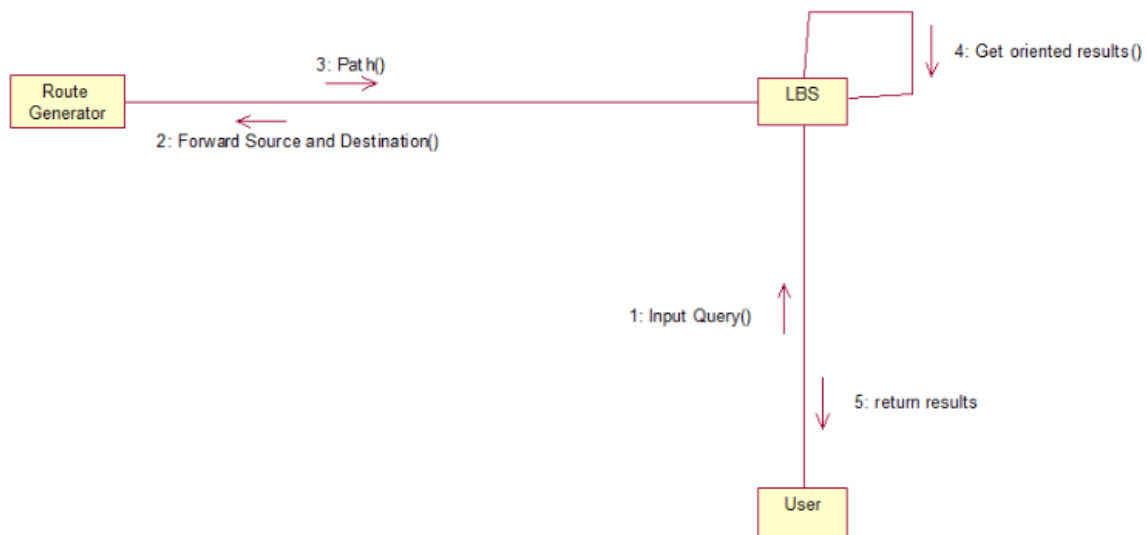 3: Path()
4: Get oriented results()
Route
Generator
LBS
2: Forward Source and Destination()
1: Input Query()
5: return results
User